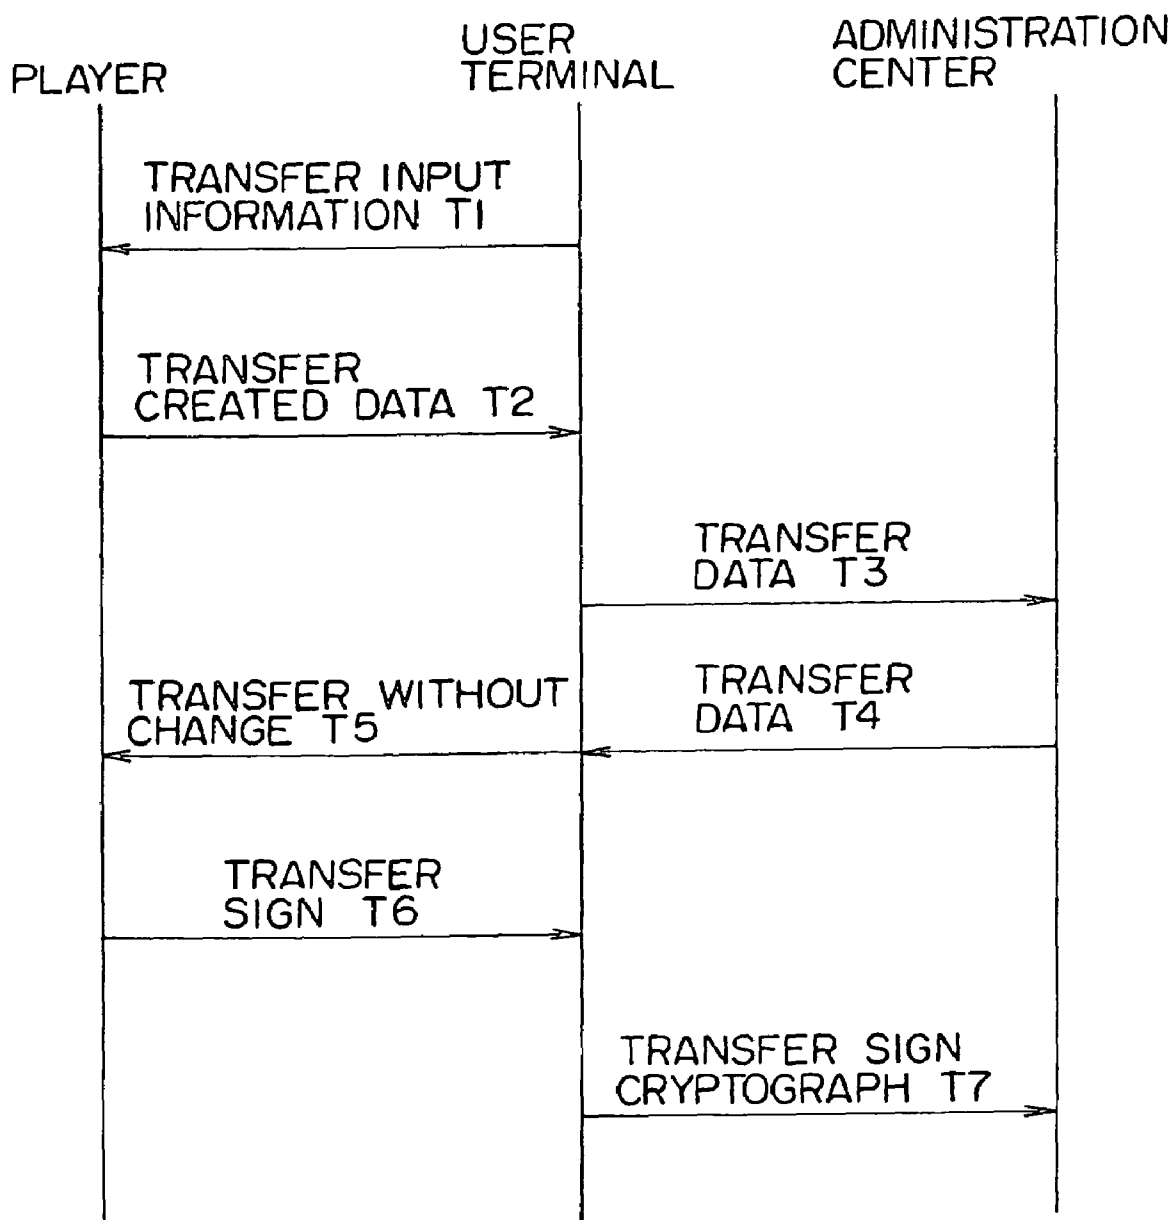 PLAYER
USER
TERMINAL
ADMINISTRATION
CENTER
TRANSFER INPUT
INFORMATION T1
TRANSFER
CREATED DATA T2
TRANSFER
DATA T3
TRANSFER WITHOUT
CHANGE T5
TRANSFER
DATA T4
TRANSFER
SIGN T6
TRANSFER SIGN
CRYPTOGRAPH T7